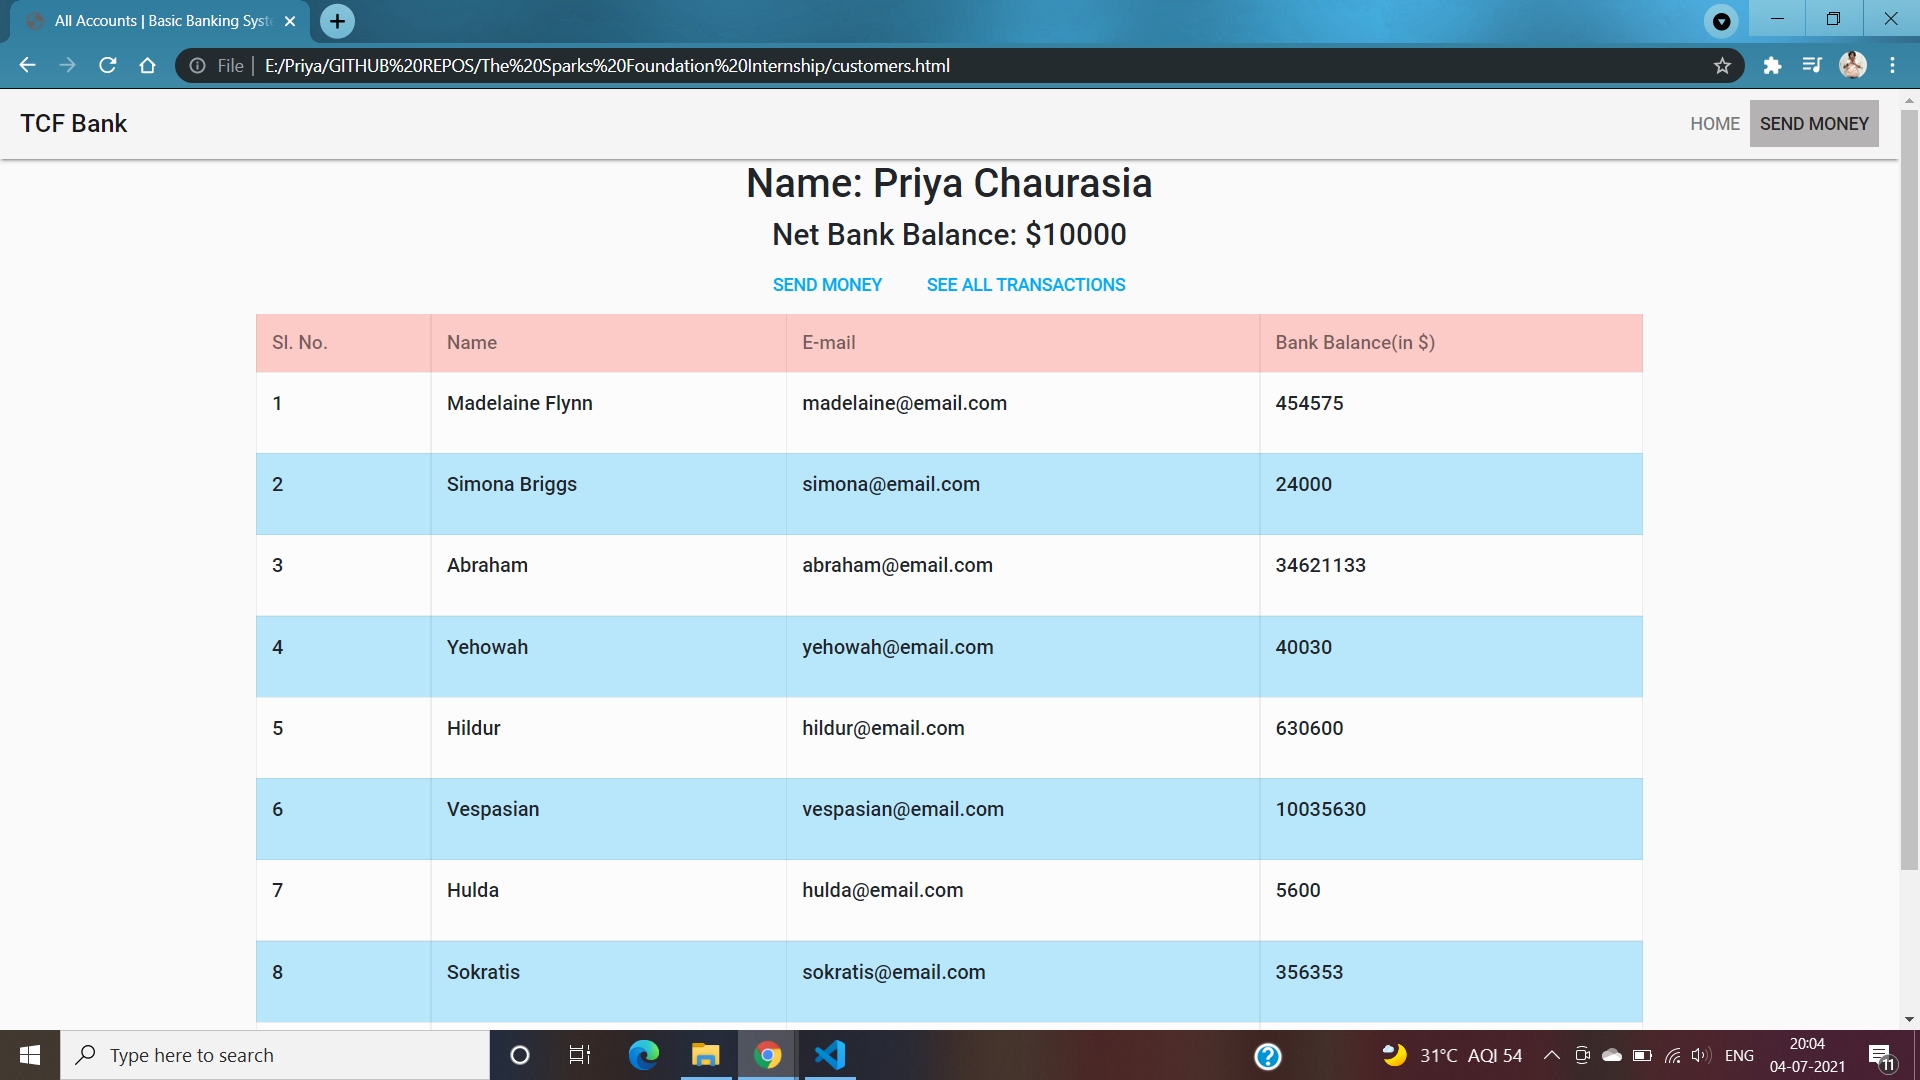 All Accounts | Basic Banking Syst
File | E:/Priya/GITHUB%20REPOS/The%20Sparks%20Foundation%20Internship/customers.html
TCF Bank
HOME SEND MONEY
Name: Priya Chaurasia
Net Bank Balance: $10000
SEND MONEY SEE ALL TRANSACTIONS
Sl. No. Name E-mail Bank Balance(in $)
1 Madelaine Flynn madelaine@email.com 454575
2 Simona Briggs simona@email.com 24000
3 Abraham abraham@email.com 34621133
4 Yehowah yehowah@email.com 40030
5 Hildur hildur@email.com 630600
6 Vespasian vespasian@email.com 10035630
7 Hulda hulda@email.com 5600
8 Sokratis sokratis@email.com 356353
Type here to search
31°C AQI 54
ENG
20:04
04-07-2021
11